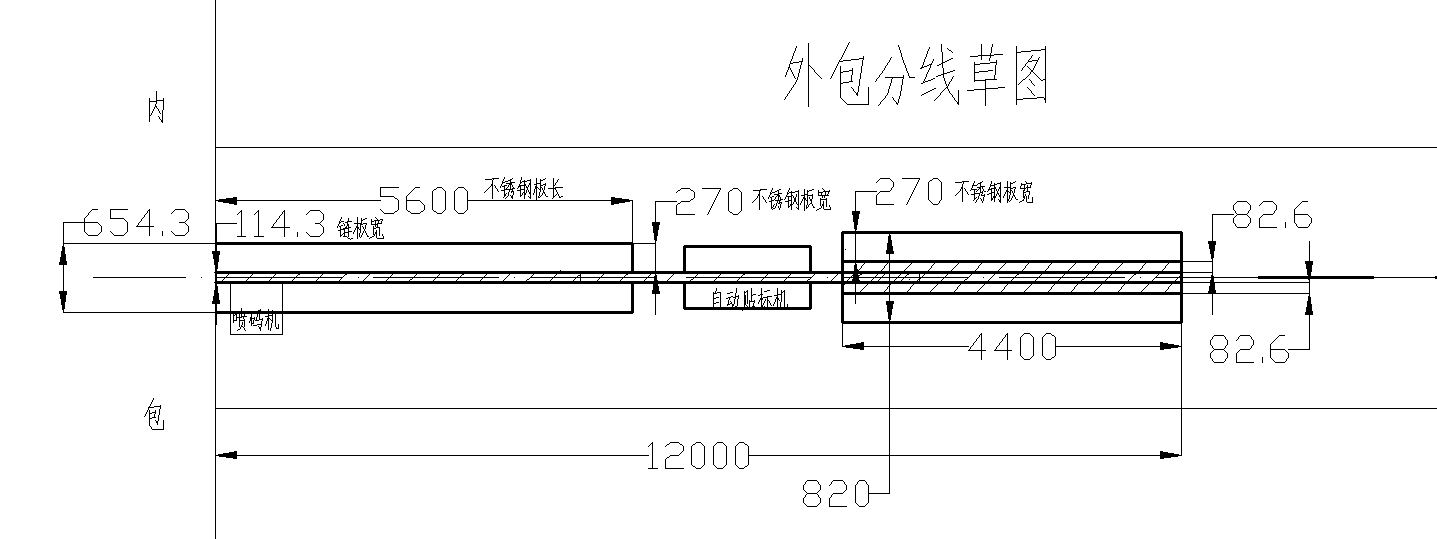 外包分线草图
内
5600 不锈钢板长
270 不锈钢板宽
270 不锈钢板宽
654.3
114.3 链板宽
82.6
自动贴标机
喷码机
4400
82.6
包
12000
820